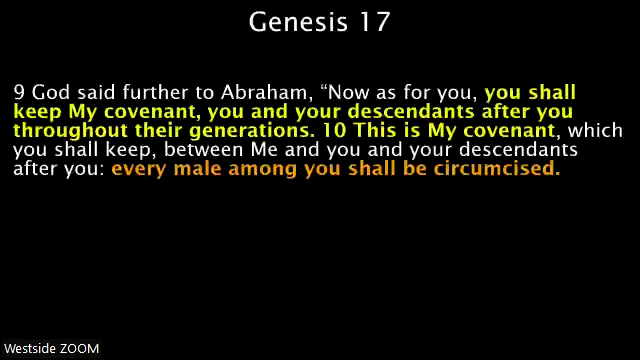 Genesis 17
9 God said further to Abraham, “Now as for you, you shall
keep My covenant, you and your descendants after you
throughout their generations. 10 This is My covenant, which
you shall keep, between Me and you and your descendants
after you: every male among you shall be circumcised.
Westside ZOOM